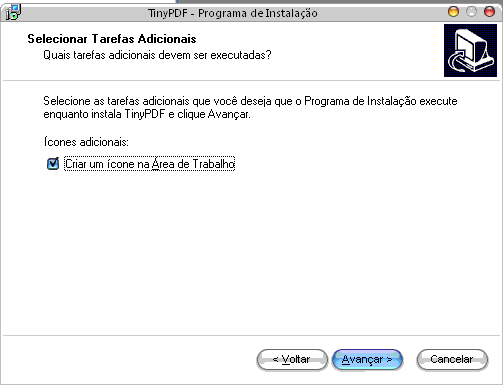 TinyPDF - Programa de Instalação
Selecionar Tarefas Adicionais
Quais tarefas adicionais devem ser executadas?
Selecione as tarefas adicionais que você deseja que o Programa de Instalação execute
enquanto instala TinyPDF e clique Avançar.
Ícones adicionais:
Criar um ícone na Área de Trabalho
< Voltar
Avançar >
Cancelar